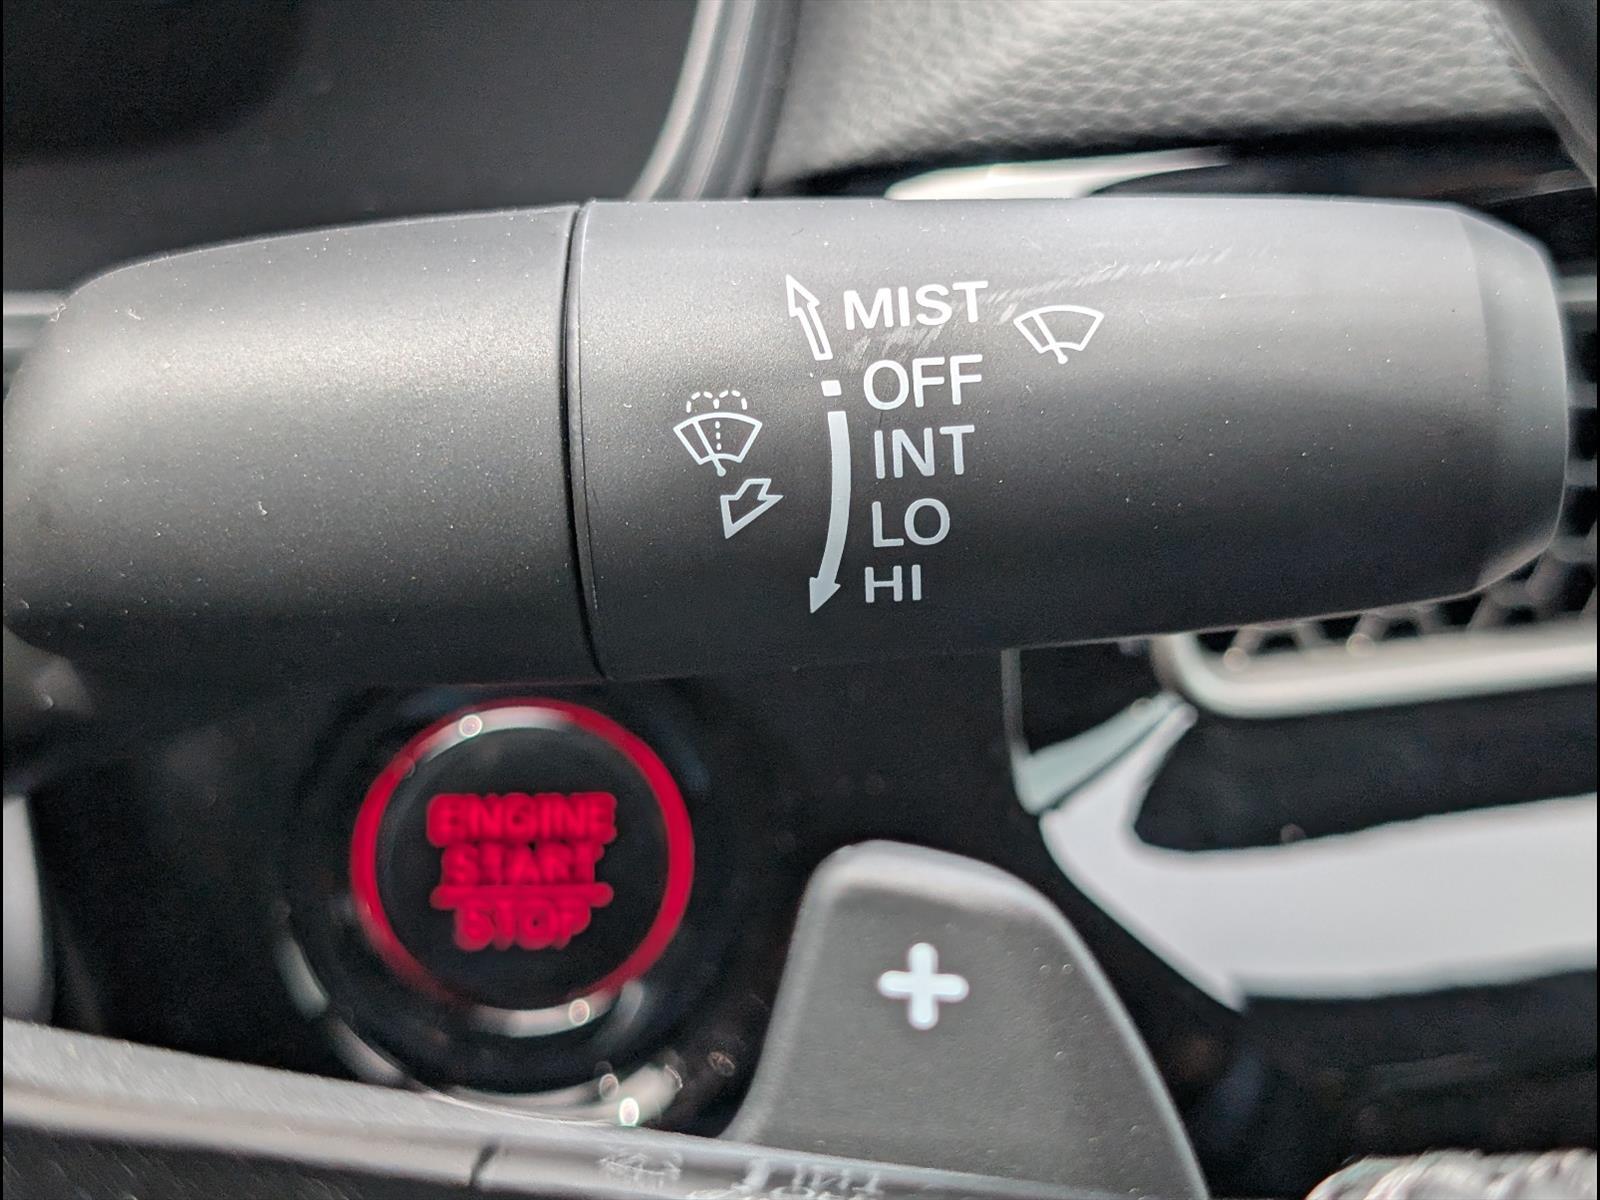 MIST
OFF
INT
LO
HI
ENGINE
START
STOP
+